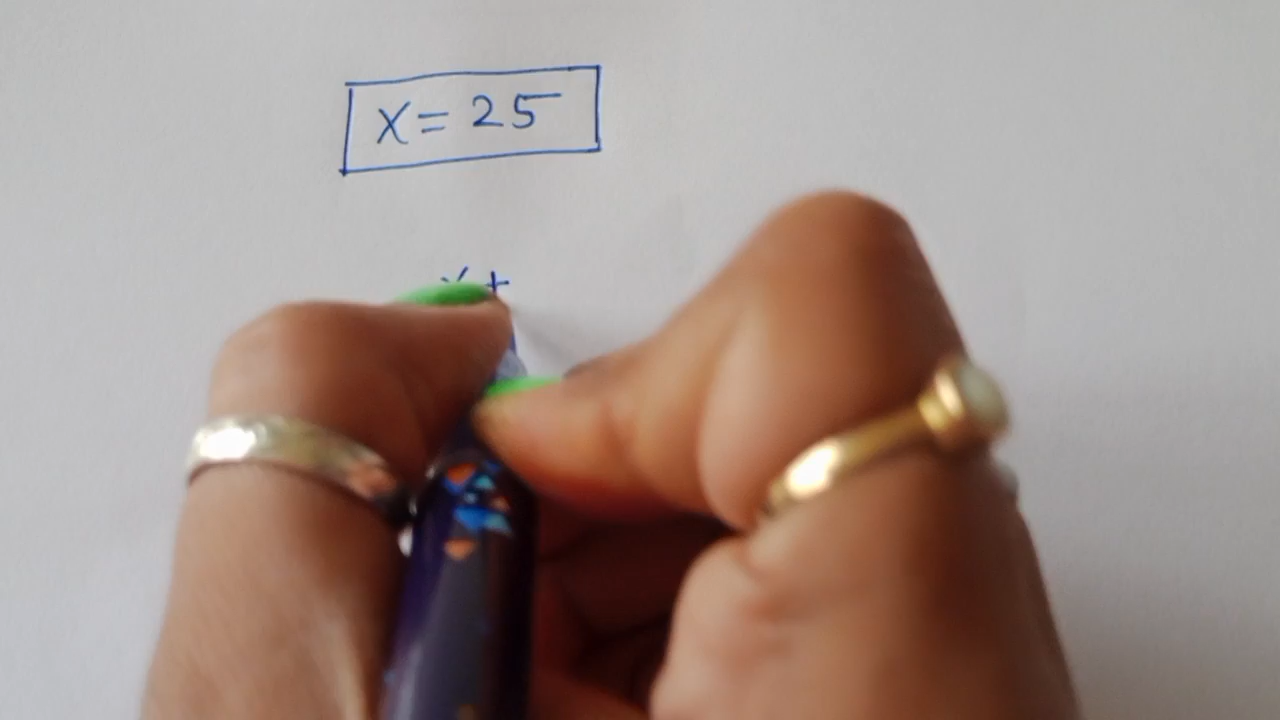 X = 25
x +